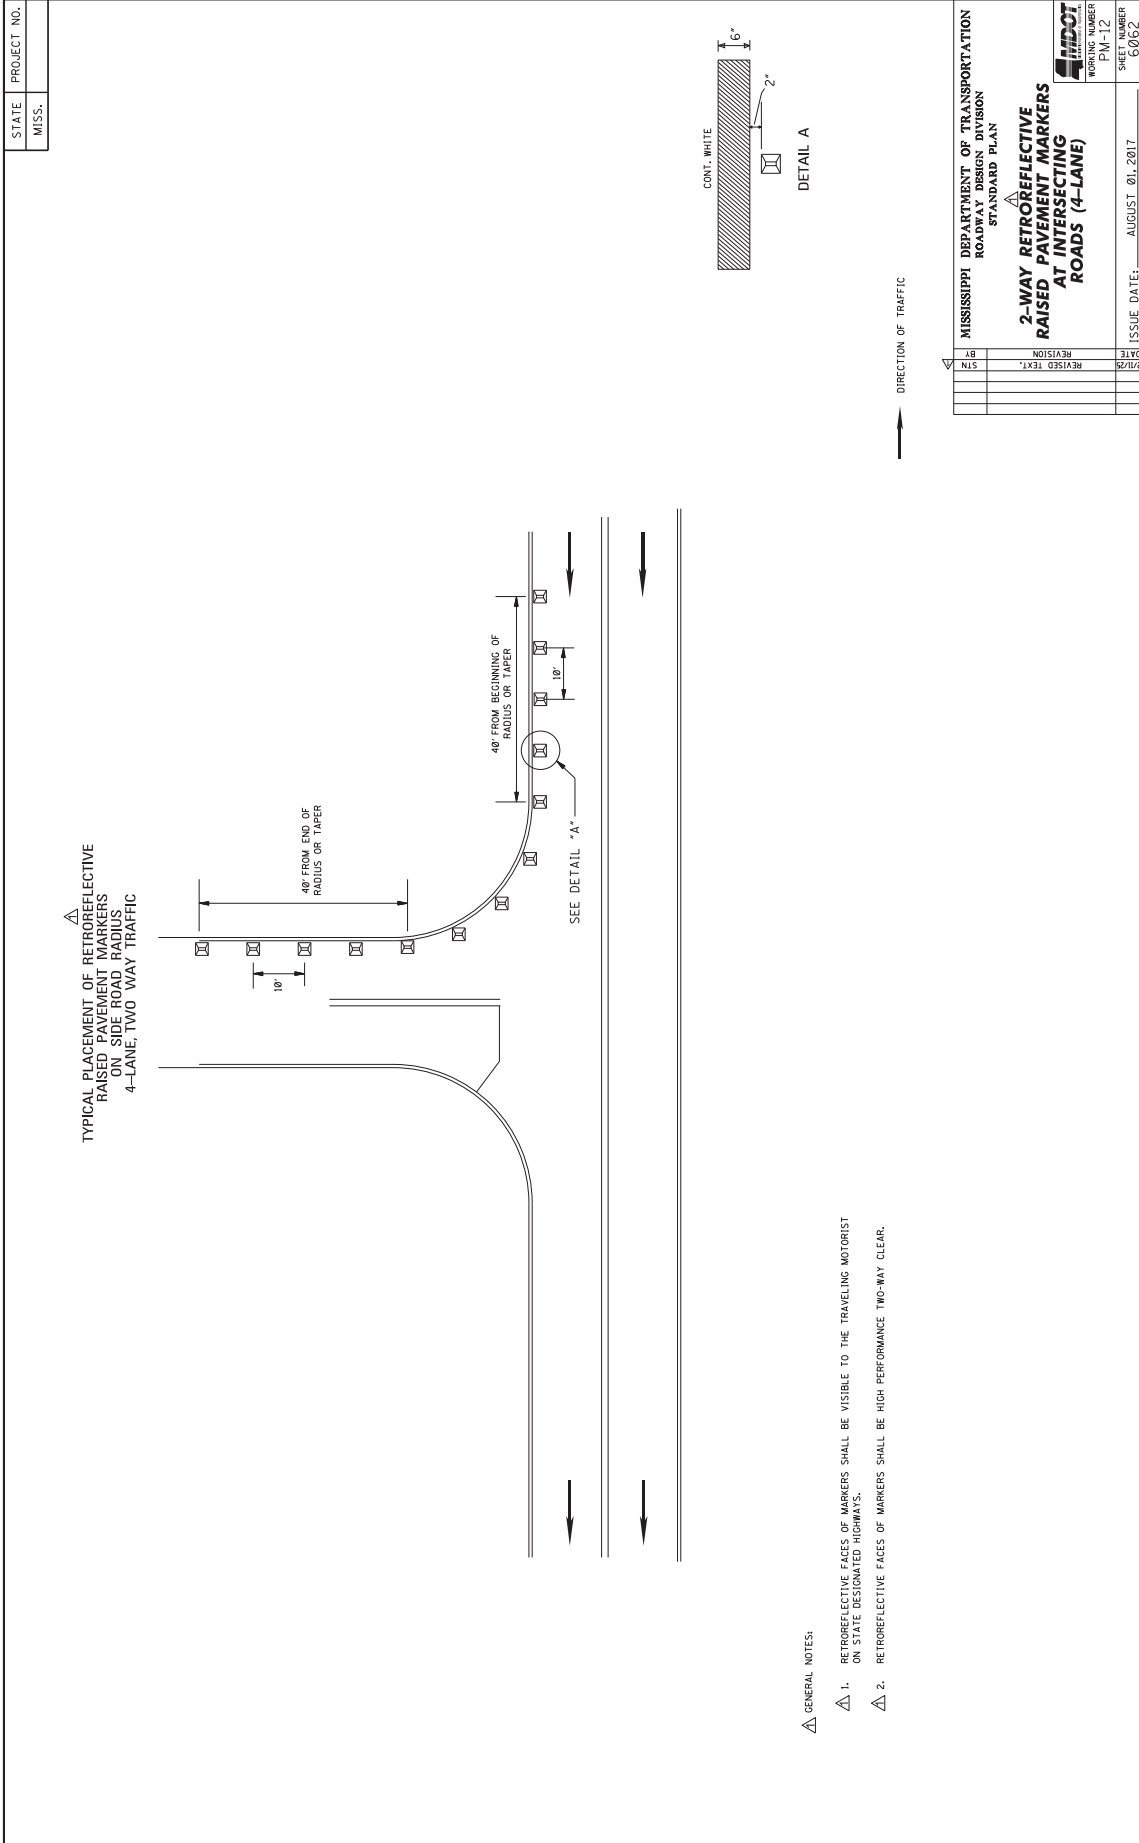 STATE PROJECT NO.
MISS.
TYPICAL PLACEMENT OF RETROREFLECTIVE
RAISED PAVEMENT MARKERS
ON SIDE ROAD RADIUS
4-LANE, TWO WAY TRAFFIC
40' FROM END OF
RADIUS OR TAPER
10'
40' FROM BEGINNING OF
RADIUS OR TAPER
10'
SEE DETAIL "A"
CONT. WHITE
6"
2"
DETAIL A
DIRECTION OF TRAFFIC
GENERAL NOTES:
1. RETROREFLECTIVE FACES OF MARKERS SHALL BE VISIBLE TO THE TRAVELING MOTORIST
ON STATE DESIGNATED HIGHWAYS.
2. RETROREFLECTIVE FACES OF MARKERS SHALL BE HIGH PERFORMANCE TWO-WAY CLEAR.
BY REVISION DATE
STN REVISED TEXT.
MISSISSIPPI DEPARTMENT OF TRANSPORTATION
ROADWAY DESIGN DIVISION
STANDARD PLAN
2-WAY RETROREFLECTIVE
RAISED PAVEMENT MARKERS
AT INTERSECTING
ROADS (4-LANE)
MDOT
WORKING NUMBER
PM-12
SHEET NUMBER
6062
ISSUE DATE: AUGUST 01, 2017